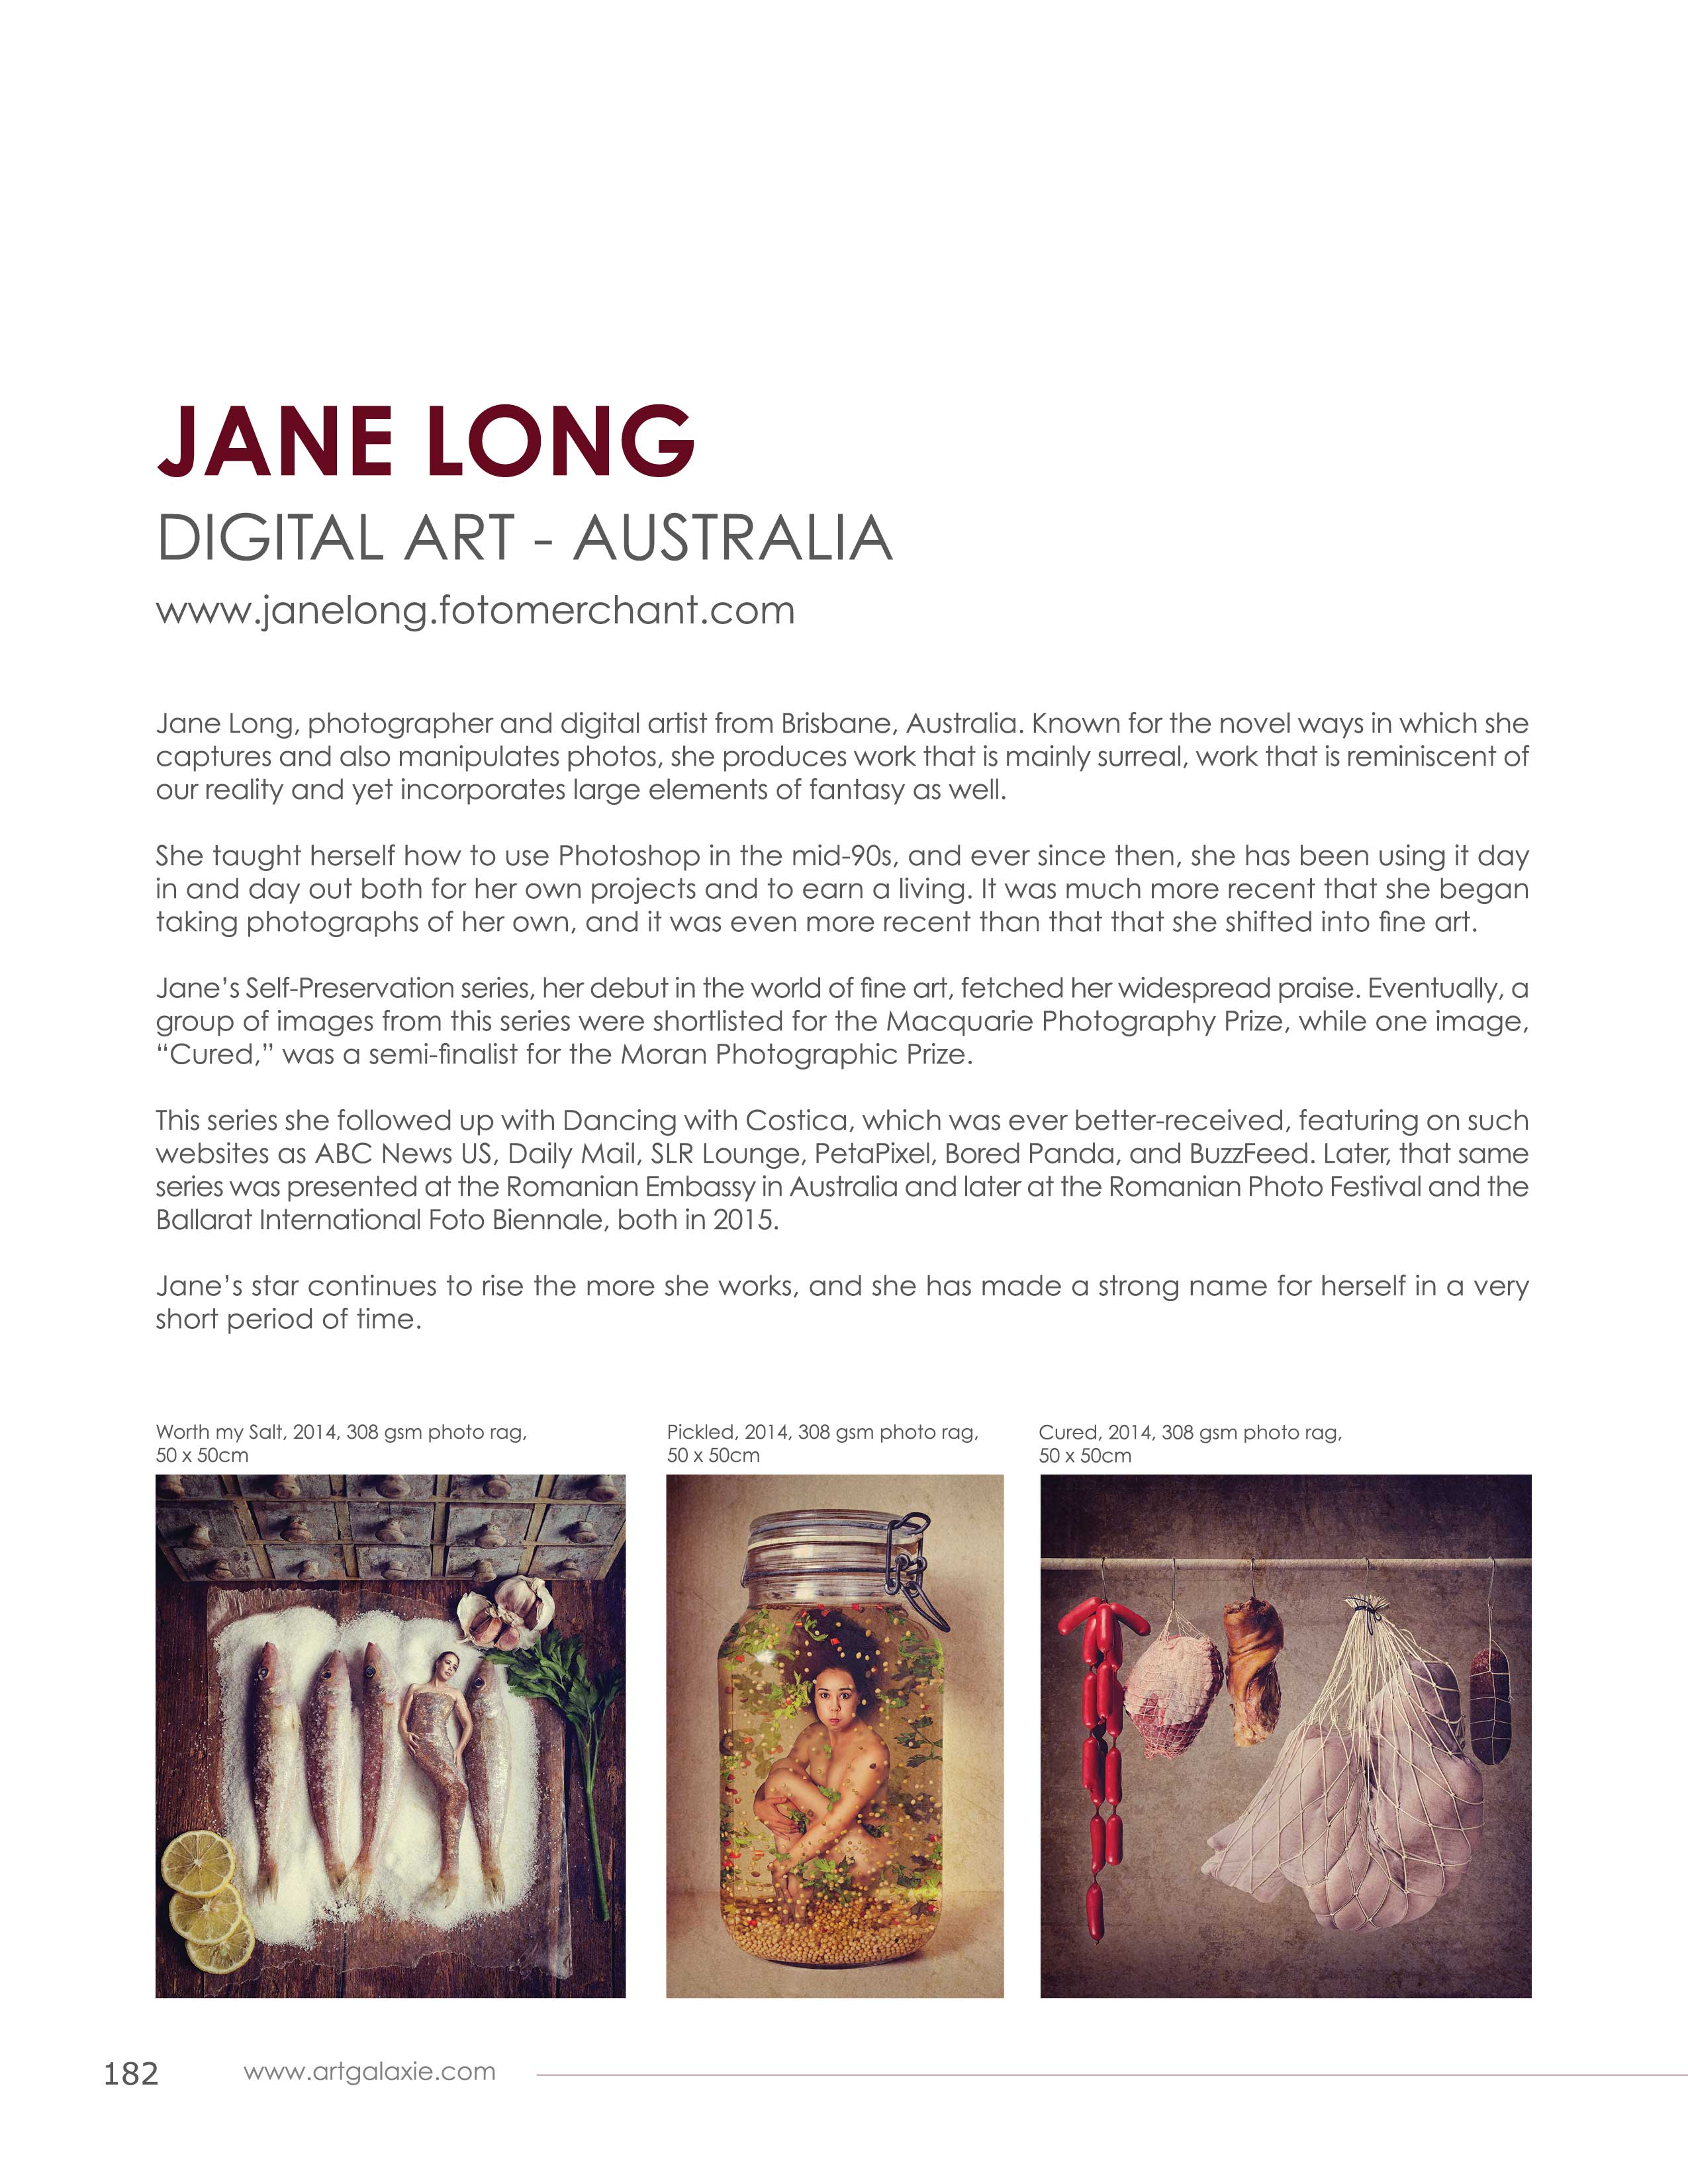 JANE LONG
DIGITAL ART - AUSTRALIA
www.janelong.fotomerchant.com
Jane Long, photographer and digital artist from Brisbane, Australia. Known for the novel ways in which she
captures and also manipulates photos, she produces work that is mainly surreal, work that is reminiscent of
our reality and yet incorporates large elements of fantasy as well.
She taught herself how to use Photoshop in the mid-90s, and ever since then, she has been using it day
in and day out both for her own projects and to earn a living. It was much more recent that she began
taking photographs of her own, and it was even more recent than that that she shifted into fine art.
Jane’s Self-Preservation series, her debut in the world of fine art, fetched her widespread praise. Eventually, a
group of images from this series were shortlisted for the Macquarie Photography Prize, while one image,
“Cured,” was a semi-finalist for the Moran Photographic Prize.
This series she followed up with Dancing with Costica, which was ever better-received, featuring on such
websites as ABC News US, Daily Mail, SLR Lounge, PetaPixel, Bored Panda, and BuzzFeed. Later, that same
series was presented at the Romanian Embassy in Australia and later at the Romanian Photo Festival and the
Ballarat International Foto Biennale, both in 2015.
Jane’s star continues to rise the more she works, and she has made a strong name for herself in a very
short period of time.
Worth my Salt, 2014, 308 gsm photo rag,
50 x 50cm
Pickled, 2014, 308 gsm photo rag,
50 x 50cm
Cured, 2014, 308 gsm photo rag,
50 x 50cm
182
www.artgalaxie.com